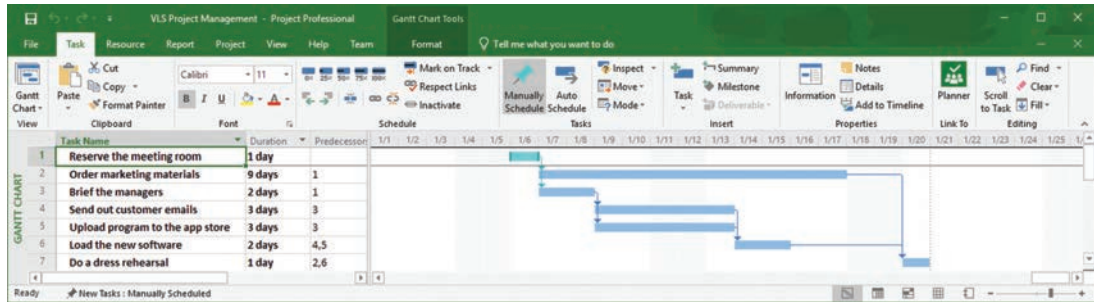 VLS Project Management - Project Professional Gantt Chart Tools
File Task Resource Report Project View Help Team Format Tell me what you want to do
Cut Calibri 11 0% 25% 50% 75% 100% Mark on Track Inspect Summary Notes Find
Copy Respect Links Move Milestone Details Clear
Gantt Chart Paste Format Painter B I U A Inactivate Manually Schedule Auto Schedule Mode Task Deliverable Information Add to Timeline Planner Scroll to Task Fill
View Clipboard Font Schedule Tasks Insert Properties Link To Editing
Task Name Duration Predecessor 1/1 1/2 1/3 1/4 1/5 1/6 1/7 1/8 1/9 1/10 1/11 1/12 1/13 1/14 1/15 1/16 1/17 1/18 1/19 1/20 1/21 1/22 1/23 1/24 1/25
GANTT CHART
1 Reserve the meeting room 1 day
2 Order marketing materials 9 days 1
3 Brief the managers 2 days 1
4 Send out customer emails 3 days 3
5 Upload program to the app store 3 days 3
6 Load the new software 2 days 4,5
7 Do a dress rehearsal 1 day 2,6
Ready New Tasks : Manually Scheduled